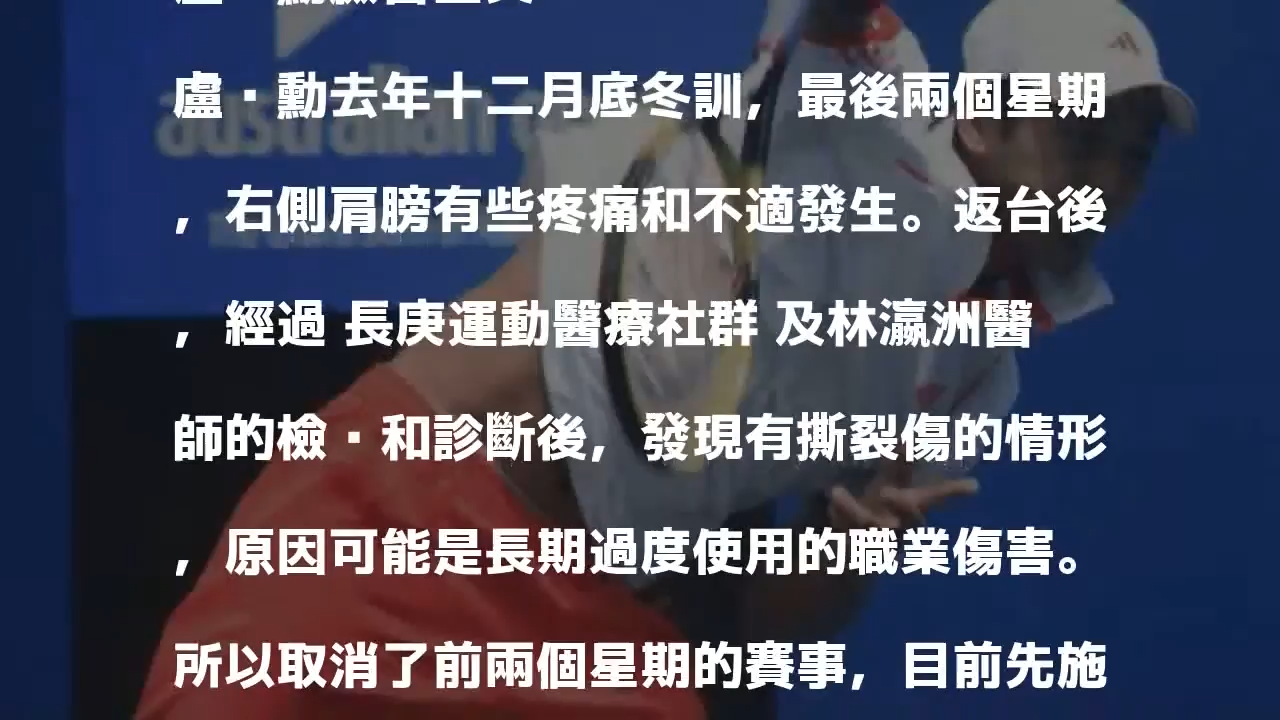 盧·動去年十二月底冬訓，最後兩個星期
，右側肩膀有些疼痛和不適發生。返台後
，經過 長庚運動醫療社群 及林瀛洲醫
師的檢·和診斷後，發現有撕裂傷的情形
，原因可能是長期過度使用的職業傷害。
所以取消了前兩個星期的賽事，目前先施
australian